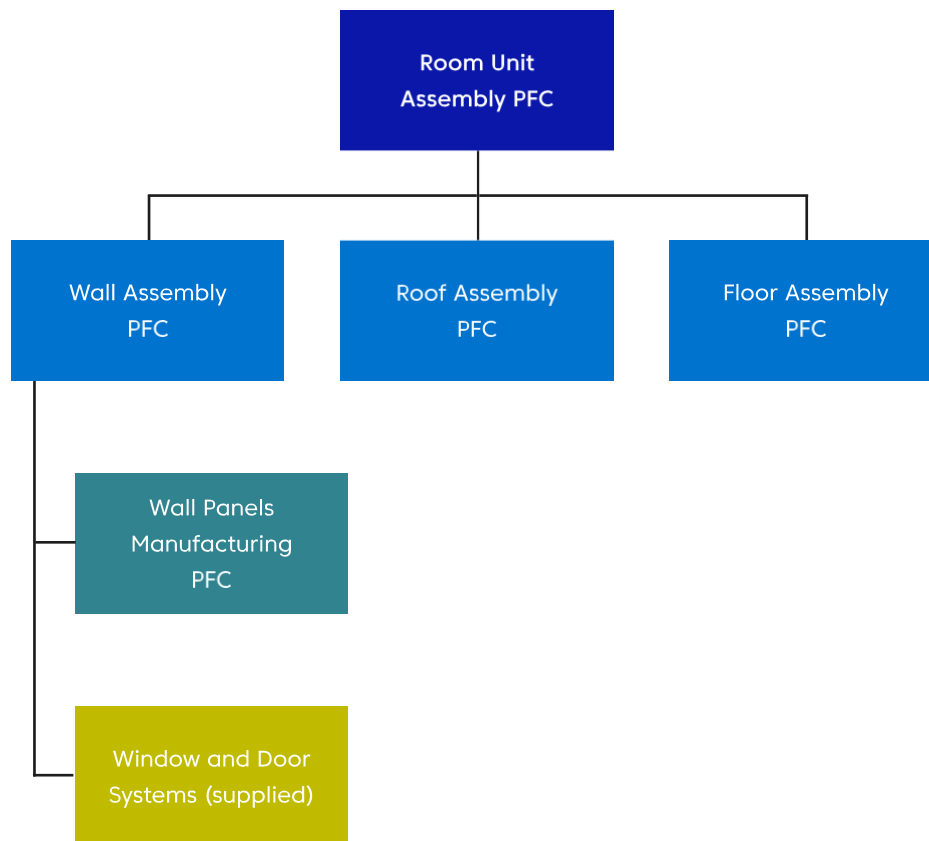 Room Unit
Assembly PFC
Wall Assembly
PFC
Roof Assembly
PFC
Floor Assembly
PFC
Wall Panels
Manufacturing
PFC
Window and Door
Systems (supplied)